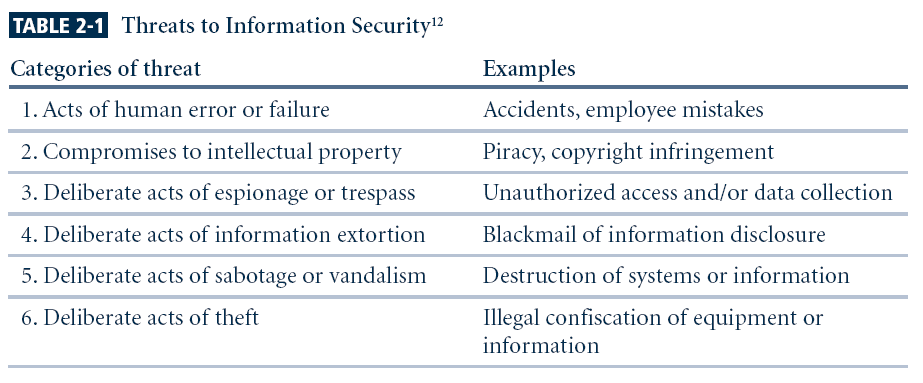 TABLE 2-1 Threats to Information Security¹²
Categories of threat Examples
1. Acts of human error or failure Accidents, employee mistakes
2. Compromises to intellectual property Piracy, copyright infringement
3. Deliberate acts of espionage or trespass Unauthorized access and/or data collection
4. Deliberate acts of information extortion Blackmail of information disclosure
5. Deliberate acts of sabotage or vandalism Destruction of systems or information
6. Deliberate acts of theft Illegal confiscation of equipment or
information